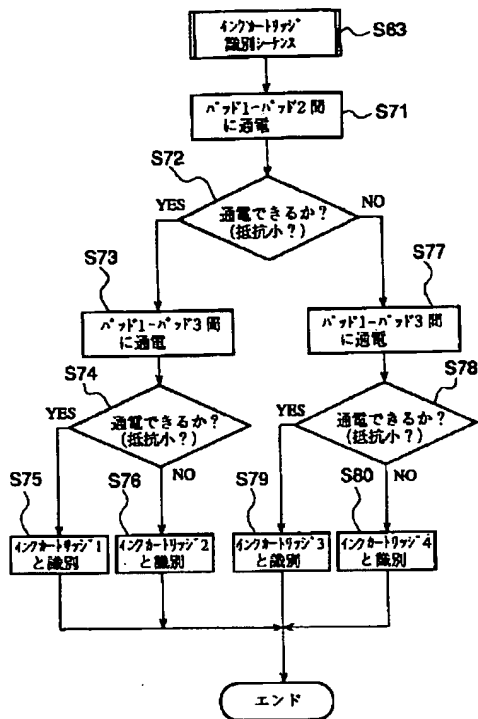 インクカートリッジ
識別シーケンス
S63
パッド1-パッド2間
に通電
S71
S72
通電できるか?
(抵抗小?)
YES
NO
S73
パッド1-パッド3間
に通電
S77
パッド1-パッド3間
に通電
S74
通電できるか?
(抵抗小?)
YES
NO
S78
通電できるか?
(抵抗小?)
YES
NO
S75
インクカートリッジ1
と識別
S76
インクカートリッジ2
と識別
S79
インクカートリッジ3
と識別
S80
インクカートリッジ4
と識別
エンド